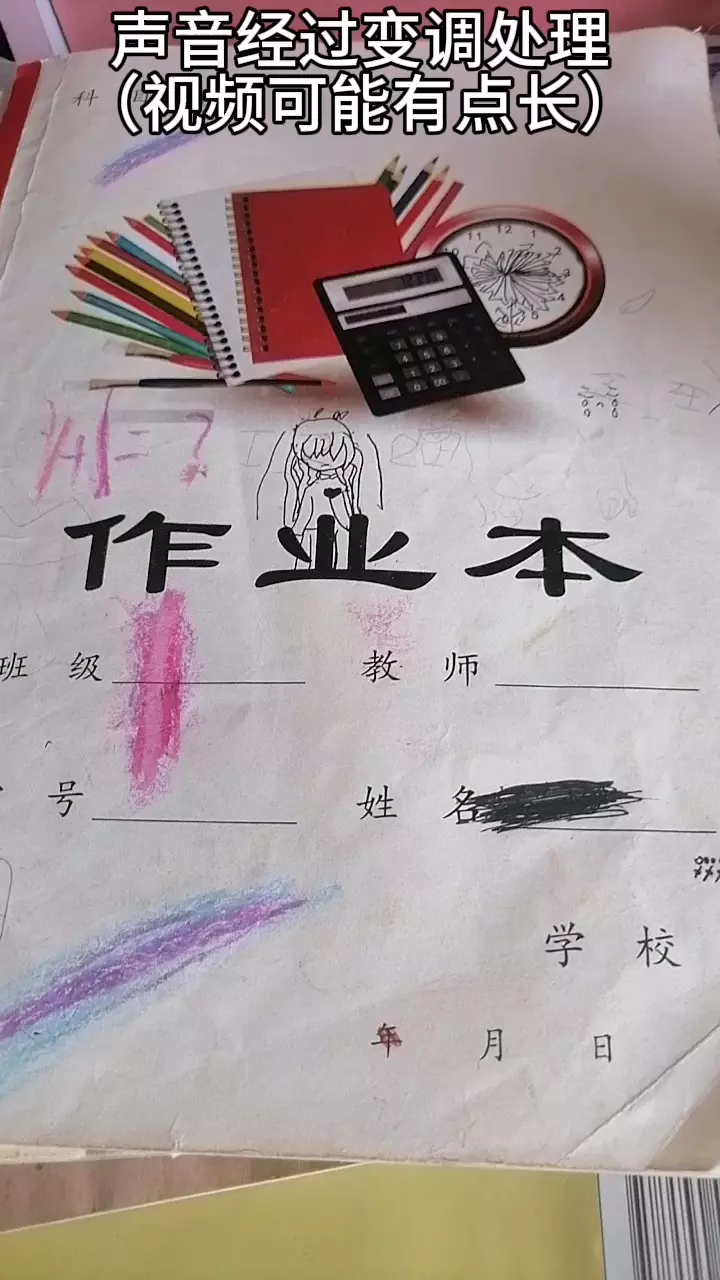 声音经过变调处理
（视频可能有点长）
科
作业本
班 级
教 师
号
姓 名
学 校
年 月 日